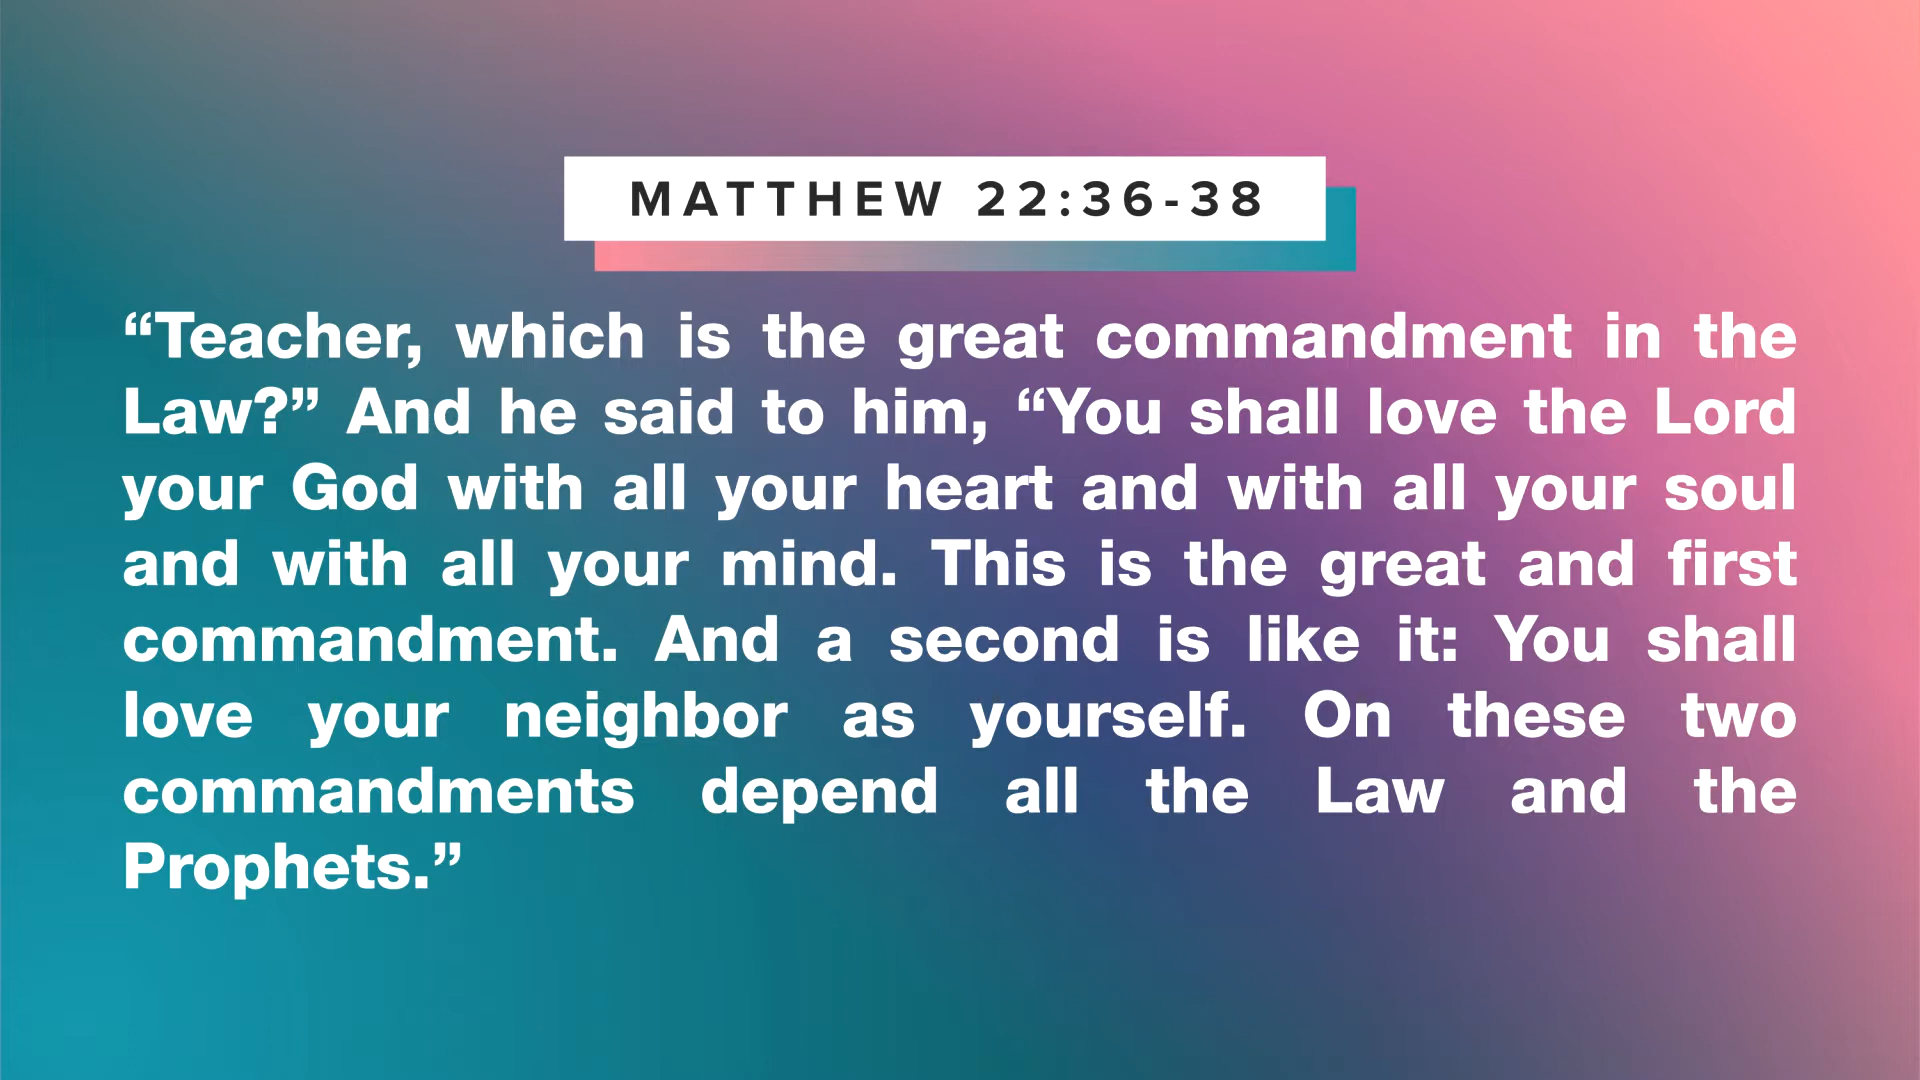 MATTHEW 22:36-38
“Teacher, which is the great commandment in the
Law?” And he said to him, “You shall love the Lord
your God with all your heart and with all your soul
and with all your mind. This is the great and first
commandment. And a second is like it: You shall
love your neighbor as yourself. On these two
commandments depend all the Law and the
Prophets.”